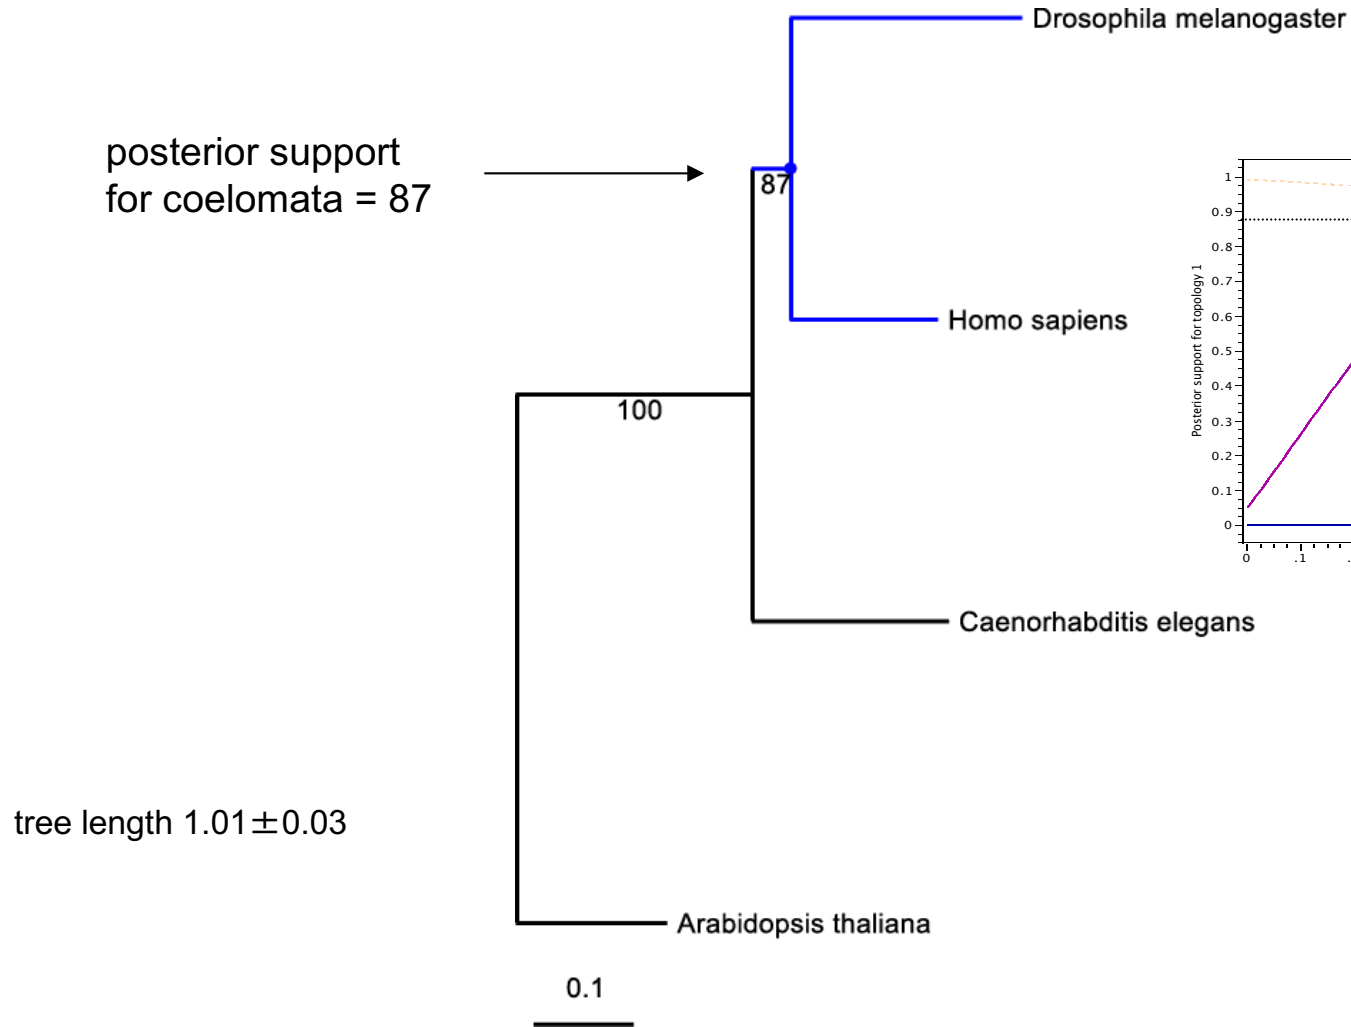 Drosophila melanogaster
posterior support
for coelomata = 87
87
Homo sapiens
100
Caenorhabditis elegans
tree length 1.01±0.03
Arabidopsis thaliana
0.1
Posterior support for topology 1
1
0.9
0.8
0.7
0.6
0.5
0.4
0.3
0.2
0.1
0
0 .1